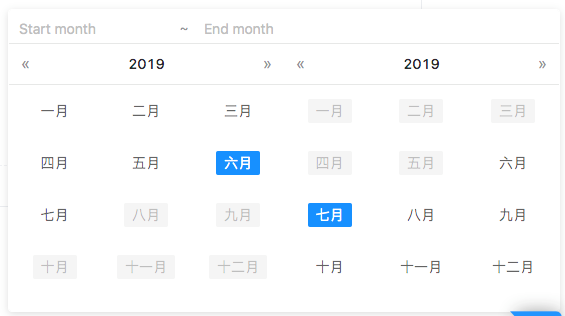 Start month ~ End month
« 2019 » « 2019 »
一月 二月 三月 一月 二月 三月
四月 五月 六月 四月 五月 六月
七月 八月 九月 七月 八月 九月
十月 十一月 十二月 十月 十一月 十二月